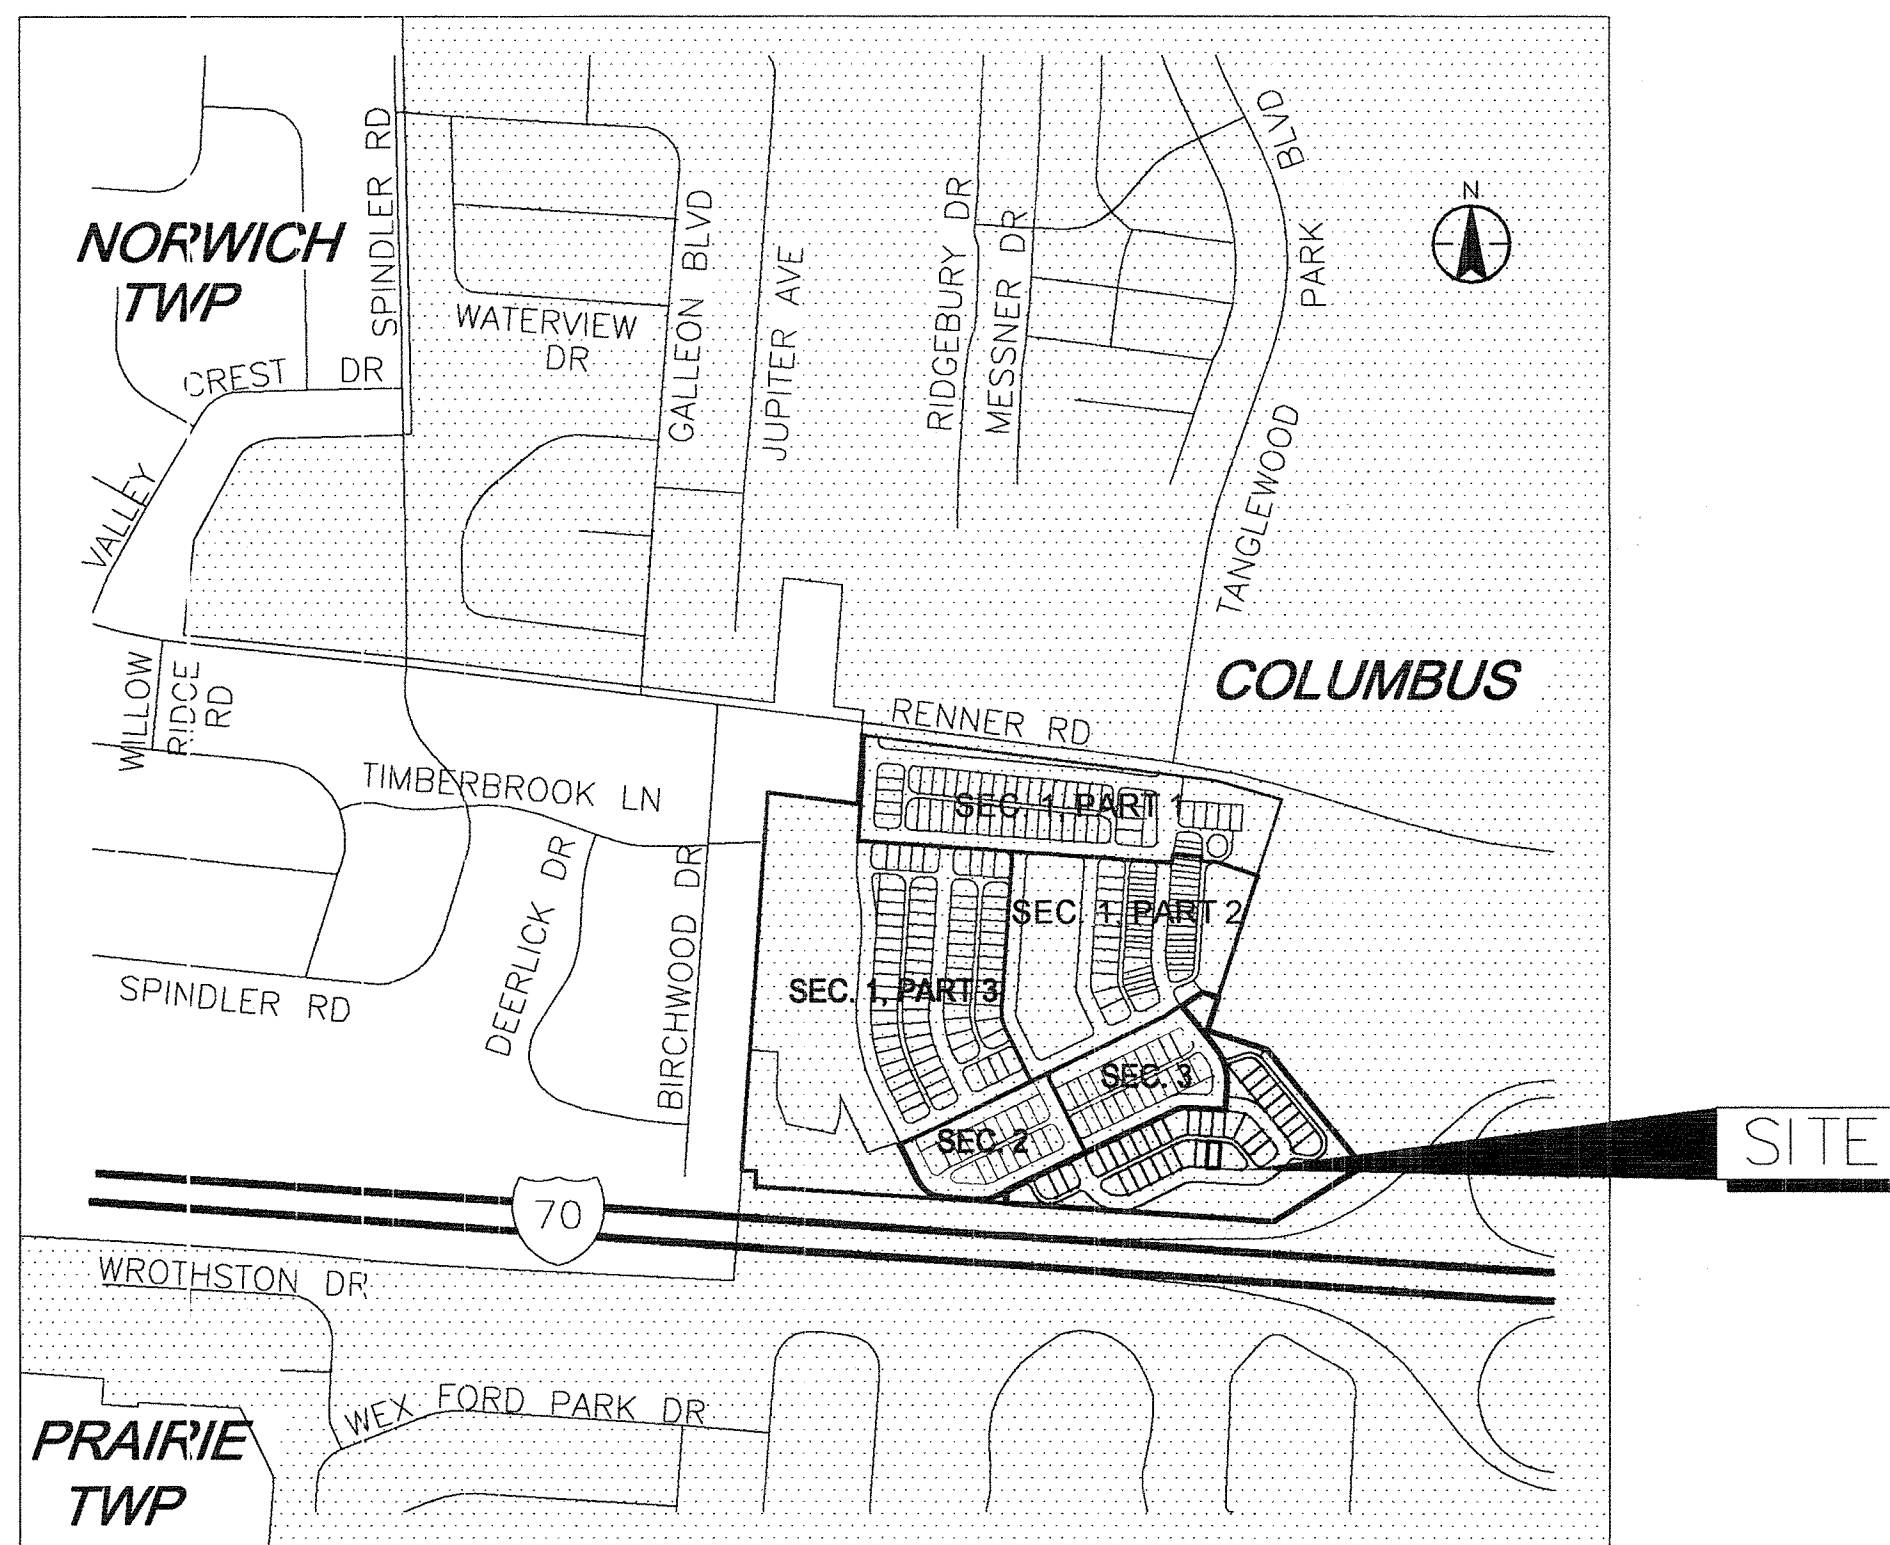 N
NORWICH
TWP
SPINDLER RD
CREST DR
VALLEY
WATERVIEW
DR
GALLEON BLVD
JUPITER AVE
RIDGEBURY DR
MESSNER DR
BLVD
PARK
TANGLEWOOD
COLUMBUS
RENNER RD
WILLOW
RIDGE
RD
TIMBERBROOK LN
SPINDLER RD
DEERLICK DR
BIRCHWOOD DR
SEC. 1, PART 1
SEC. 1, PART 2
SEC. 1, PART 3
SEC. 3
SEC. 2
SITE
70
WROTHSTON DR
WEX FORD PARK DR
PRAIRIE
TWP